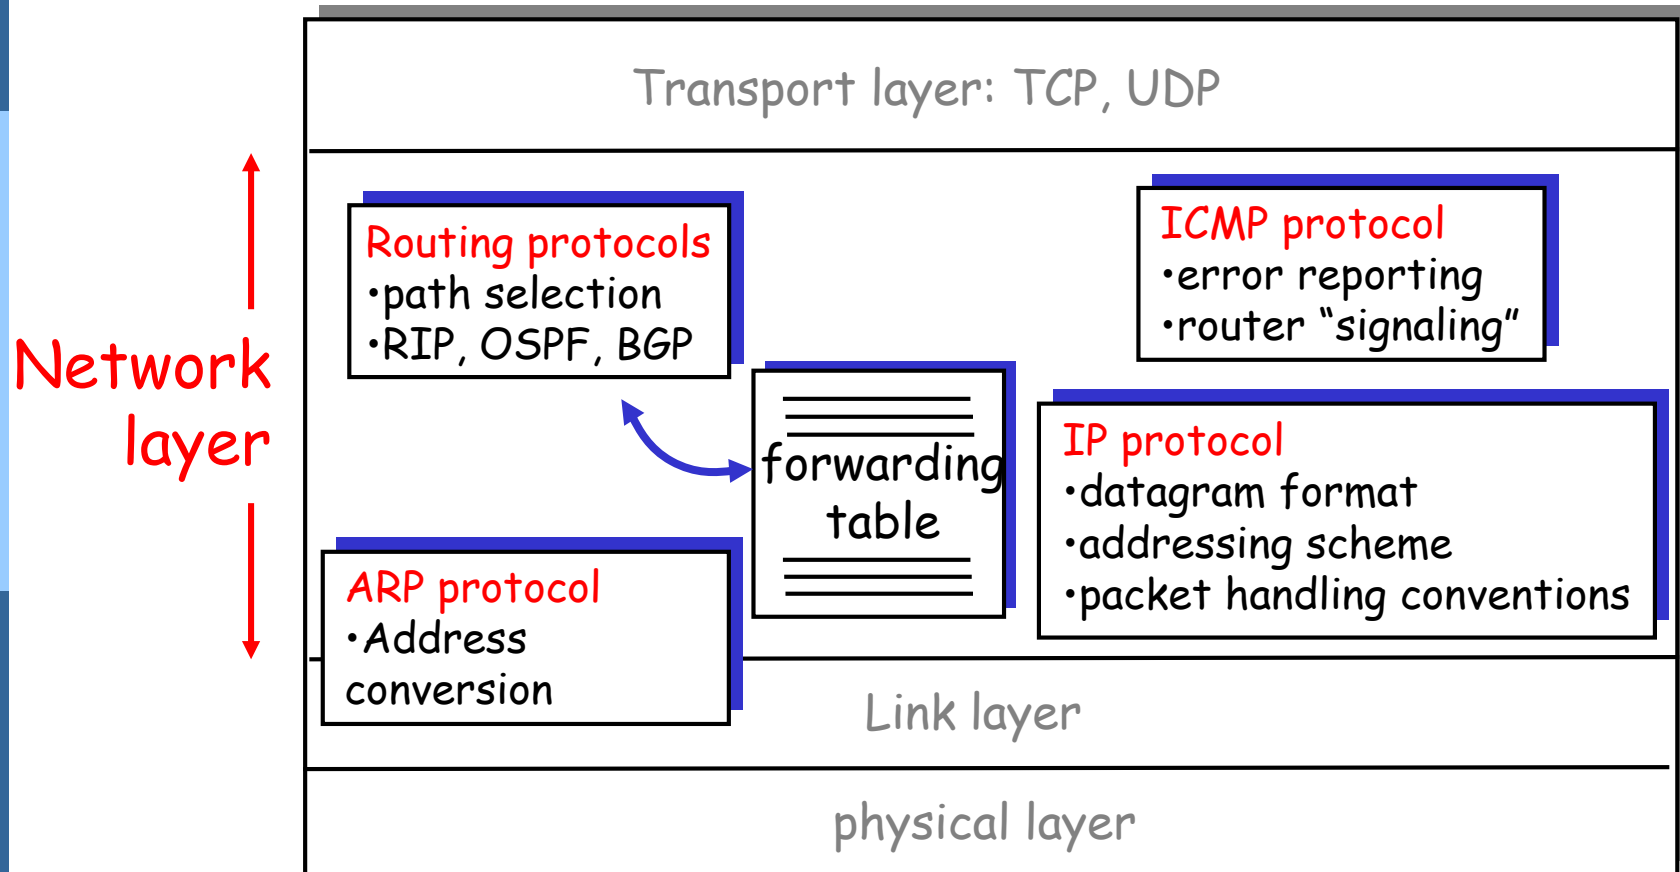 Transport layer: TCP, UDP
Network
layer
Routing protocols
•path selection
•RIP, OSPF, BGP
ICMP protocol
•error reporting
•router “signaling”
forwarding
table
IP protocol
•datagram format
•addressing scheme
•packet handling conventions
ARP protocol
•Address
conversion
Link layer
physical layer